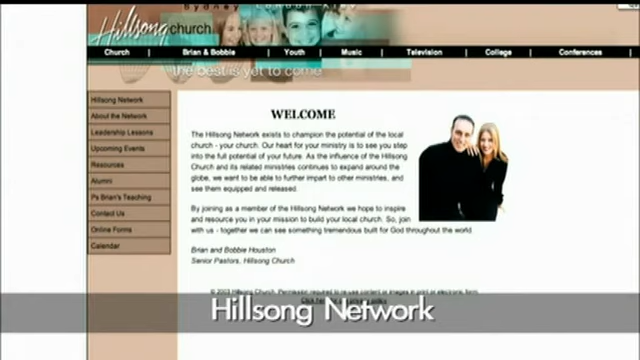 Sydney London Kiev
Hillsong church
Church | Brian & Bobbie | Youth | Music | Television | College | Conferences
the best is yet to come
Hillsong Network
About the Network
Leadership Lessons
Upcoming Events
Resources
Alumni
Ps Brian's Teaching
Contact Us
Online Forms
Calendar
WELCOME
The Hillsong Network exists to champion the potential of the local
church - your church. Our heart for your ministry is to see you step
into the full potential of your future. As the influence of the Hillsong
Church and its related ministries continues to expand around the
globe, we want to be able to further impart to other ministries, and
see them equipped and released.
By joining as a member of the Hillsong Network we hope to inspire
and resource you in your mission to build your local church. So, join
with us - together we can see something tremendous built for God throughout the world.
Brian and Bobbie Houston
Senior Pastors, Hillsong Church
© 2003 Hillsong Church. Permission required to re-use content or images in print or electronic form.
Hillsong Network